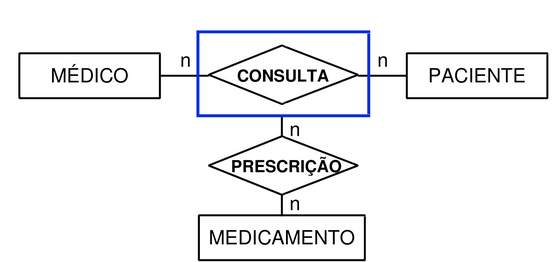 n n
MÉDICO CONSULTA PACIENTE
n
PRESCRIÇÃO
n
MEDICAMENTO